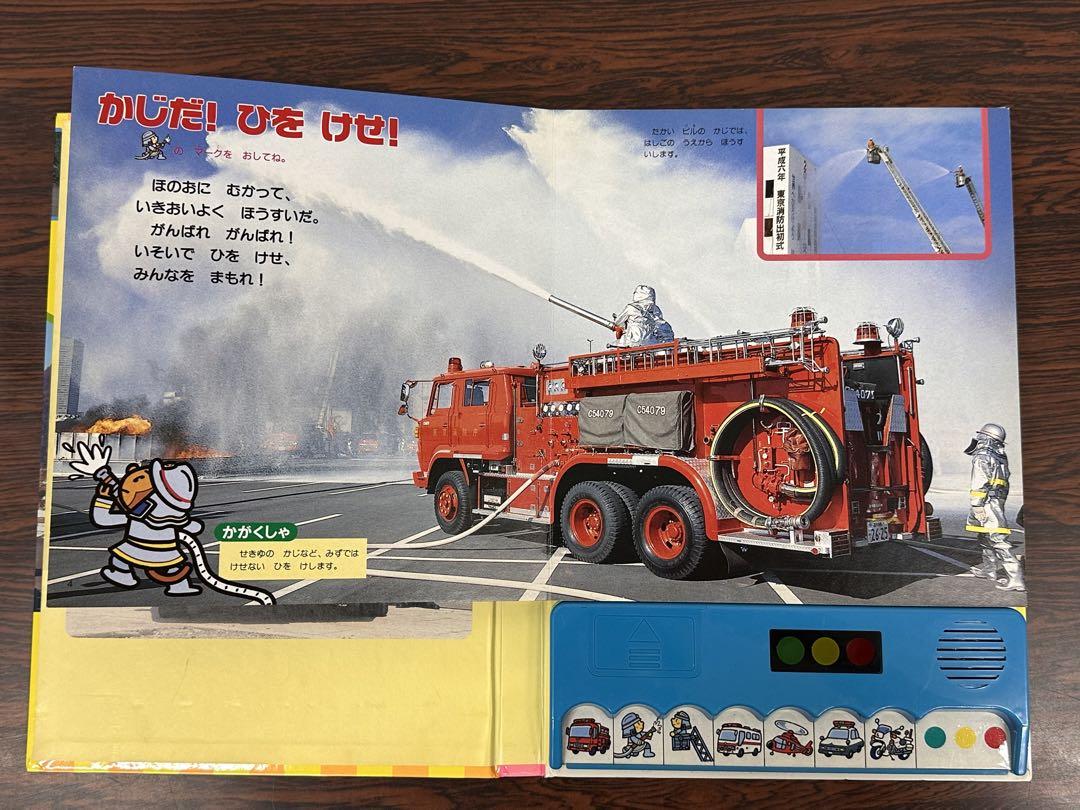 かじだ! ひを けせ!
の マークを おしてね。
ほのおに むかって、
いきおいよく ほうすいだ。
がんばれ がんばれ!
いそいで ひを けせ、
みんなを まもれ!
たかい ビルの かじでは、
はしごの うえから ほうす
いします。
平成六年 東京消防出初式
C54079
C54079
C54079
2625
かがくしゃ
せきゆの かじなど、みずでは
けせない ひを けします。
4